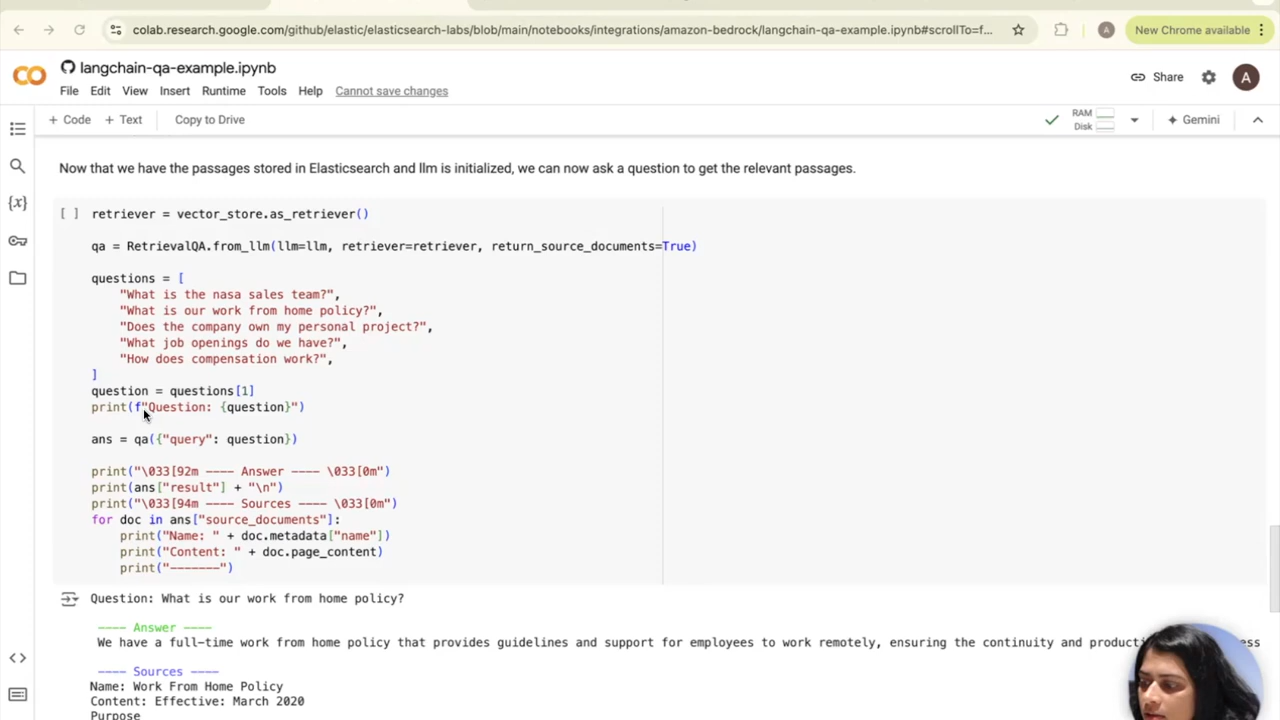 colab.research.google.com/github/elastic/elasticsearch-labs/blob/main/notebooks/integrations/amazon-bedrock/langchain-qa-example.ipynb#scrollTo=f...
A
New Chrome available
langchain-qa-example.ipynb
Share
A
File Edit View Insert Runtime Tools Help Cannot save changes
+ Code + Text Copy to Drive
RAM
Disk
Gemini
Now that we have the passages stored in Elasticsearch and llm is initialized, we can now ask a question to get the relevant passages.
[ ] retriever = vector_store.as_retriever()
qa = RetrievalQA.from_llm(llm=llm, retriever=retriever, return_source_documents=True)
questions = [
"What is the nasa sales team?",
"What is our work from home policy?",
"Does the company own my personal project?",
"What job openings do we have?",
"How does compensation work?",
]
question = questions[1]
print(f"Question: {question}")
ans = qa({"query": question})
print("\033[92m ---- Answer ---- \033[0m")
print(ans["result"] + "\n")
print("\033[94m ---- Sources ---- \033[0m")
for doc in ans["source_documents"]:
print("Name: " + doc.metadata["name"])
print("Content: " + doc.page_content)
print("-------")
Question: What is our work from home policy?
---- Answer ----
We have a full-time work from home policy that provides guidelines and support for employees to work remotely, ensuring the continuity and
---- Sources ----
Name: Work From Home Policy
Content: Effective: March 2020
Purpose